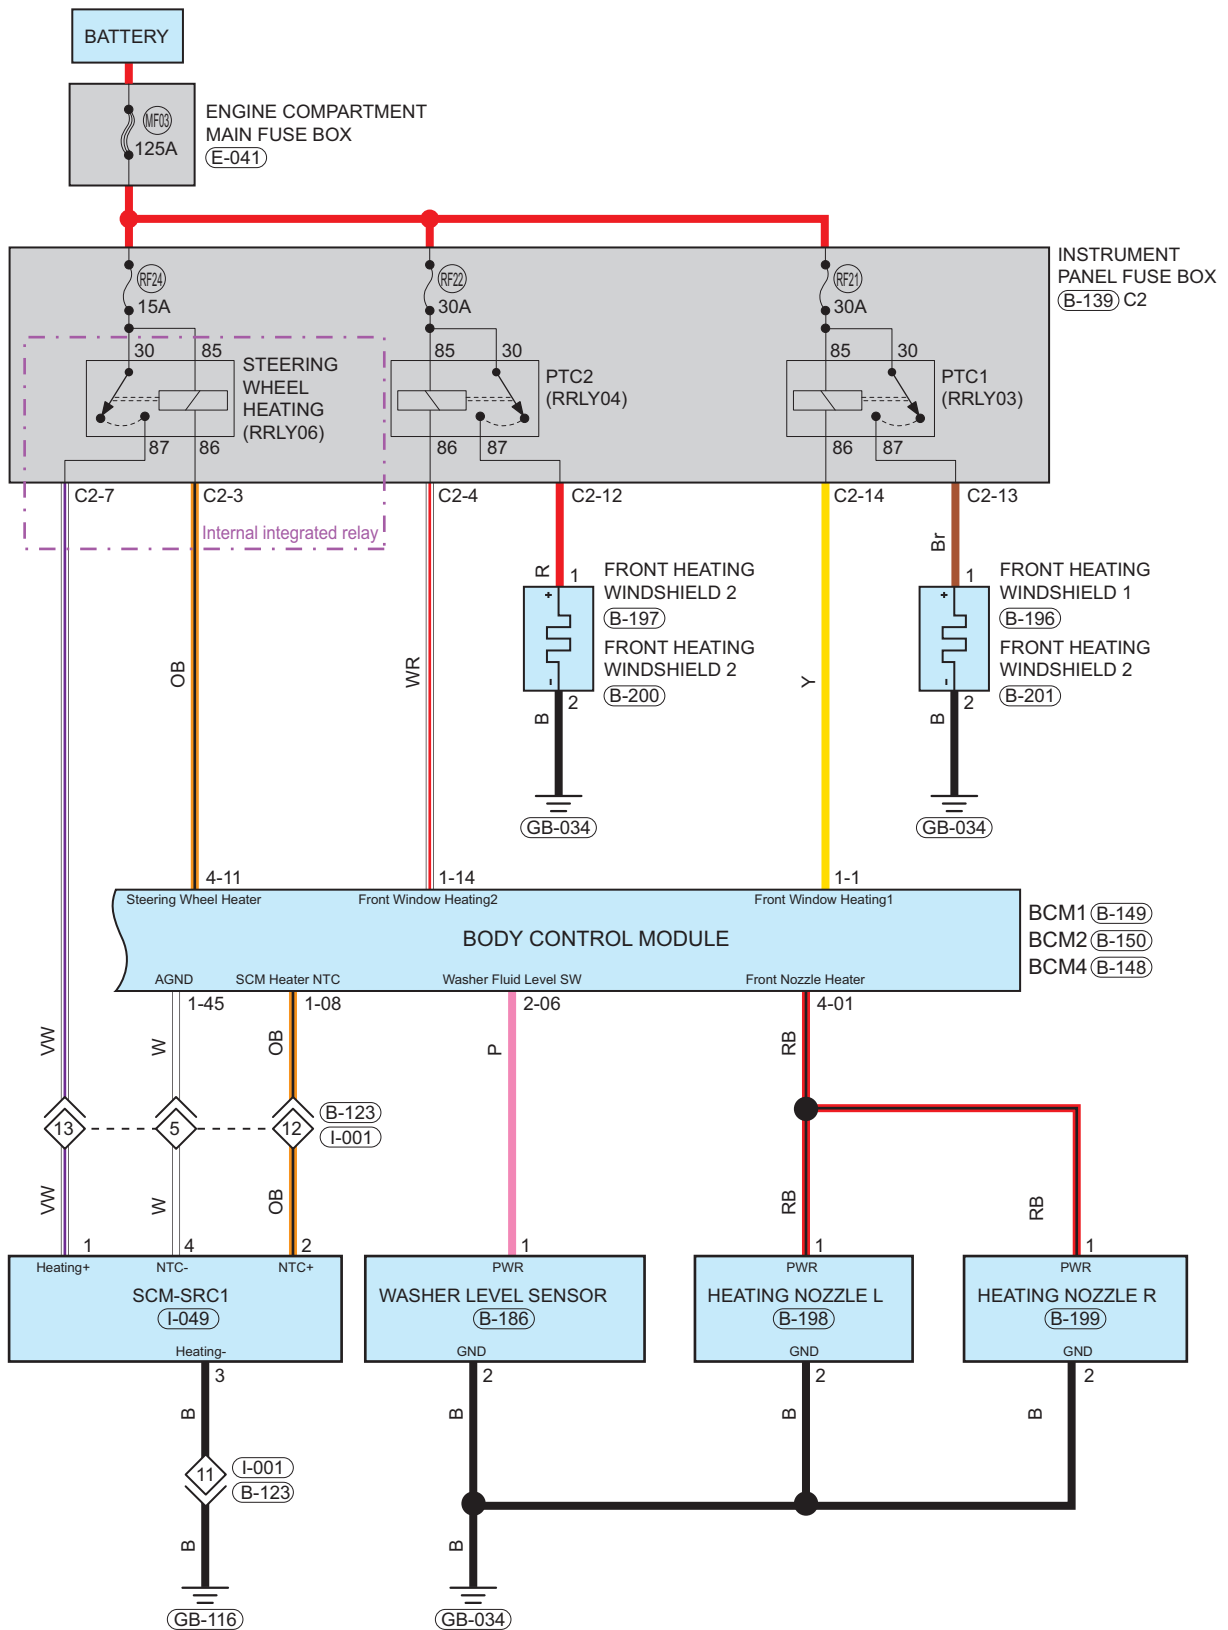 BATTERY
MF03
125A
ENGINE COMPARTMENT
MAIN FUSE BOX
E-041
INSTRUMENT
PANEL FUSE BOX
B-139 C2
RF24
15A
RF22
30A
RF21
30A
30 85
STEERING
WHEEL
HEATING
(RRLY06)
87 86
85 30
PTC2
(RRLY04)
86 87
85 30
PTC1
(RRLY03)
86 87
C2-7
C2-3
C2-4
C2-12
C2-14
C2-13
Internal integrated relay
OB
WR
R
1
+
-
2
B
FRONT HEATING
WINDSHIELD 2
B-197
FRONT HEATING
WINDSHIELD 2
B-200
GB-034
Y
Br
1
+
-
2
B
FRONT HEATING
WINDSHIELD 1
B-196
FRONT HEATING
WINDSHIELD 2
B-201
GB-034
4-11
1-14
1-1
Steering Wheel Heater
Front Window Heating2
Front Window Heating1
BODY CONTROL MODULE
BCM1 B-149
BCM2 B-150
BCM4 B-148
AGND
SCM Heater NTC
Washer Fluid Level SW
Front Nozzle Heater
1-45
1-08
2-06
4-01
VW
W
OB
P
RB
13
5
12
B-123
I-001
VW
W
OB
RB
RB
1
4
2
1
1
1
Heating+
NTC-
NTC+
PWR
PWR
PWR
SCM-SRC1
I-049
WASHER LEVEL SENSOR
B-186
HEATING NOZZLE L
B-198
HEATING NOZZLE R
B-199
Heating-
GND
GND
GND
3
2
2
2
B
B
B
B
11
I-001
B-123
B
B
GB-116
GB-034